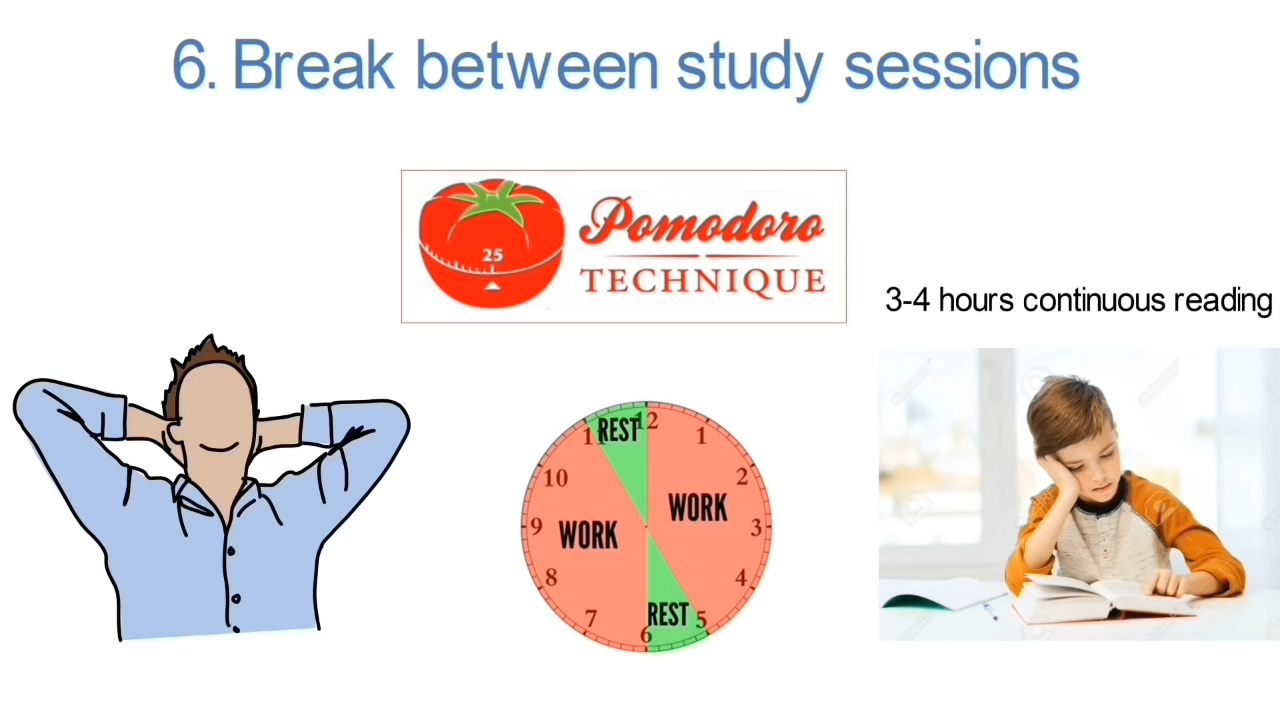 6. Break between study sessions
25
Pomodoro
TECHNIQUE
3-4 hours continuous reading
REST
12
11
1
10
2
WORK
9
WORK
3
8
4
7
REST
5
6